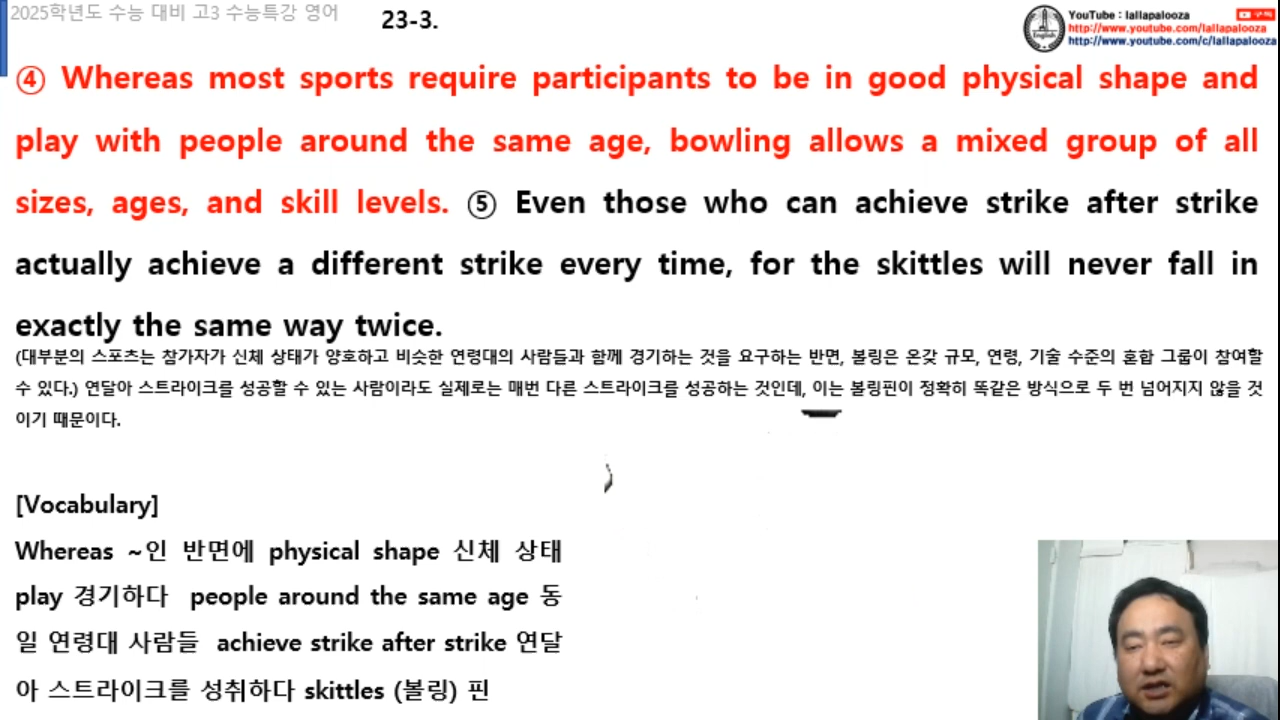 2025학년도 수능 대비 고3 수능특강 영어
23-3.
YouTube : lallapalooza
구독
http://www.youtube.com/lallapalooza
http://www.youtube.com/c/lallapalooza
English
④ Whereas most sports require participants to be in good physical shape and
play with people around the same age, bowling allows a mixed group of all
sizes, ages, and skill levels. ⑤ Even those who can achieve strike after strike
actually achieve a different strike every time, for the skittles will never fall in
exactly the same way twice.
(대부분의 스포츠는 참가자가 신체 상태가 양호하고 비슷한 연령대의 사람들과 함께 경기하는 것을 요구하는 반면, 볼링은 온갖 규모, 연령, 기술 수준의 혼합 그룹이 참여할
수 있다.) 연달아 스트라이크를 성공할 수 있는 사람이라도 실제로는 매번 다른 스트라이크를 성공하는 것인데, 이는 볼링핀이 정확히 똑같은 방식으로 두 번 넘어지지 않을 것
이기 때문이다.
[Vocabulary]
Whereas ~인 반면에 physical shape 신체 상태
play 경기하다 people around the same age 동
일 연령대 사람들 achieve strike after strike 연달
아 스트라이크를 성취하다 skittles (볼링) 핀